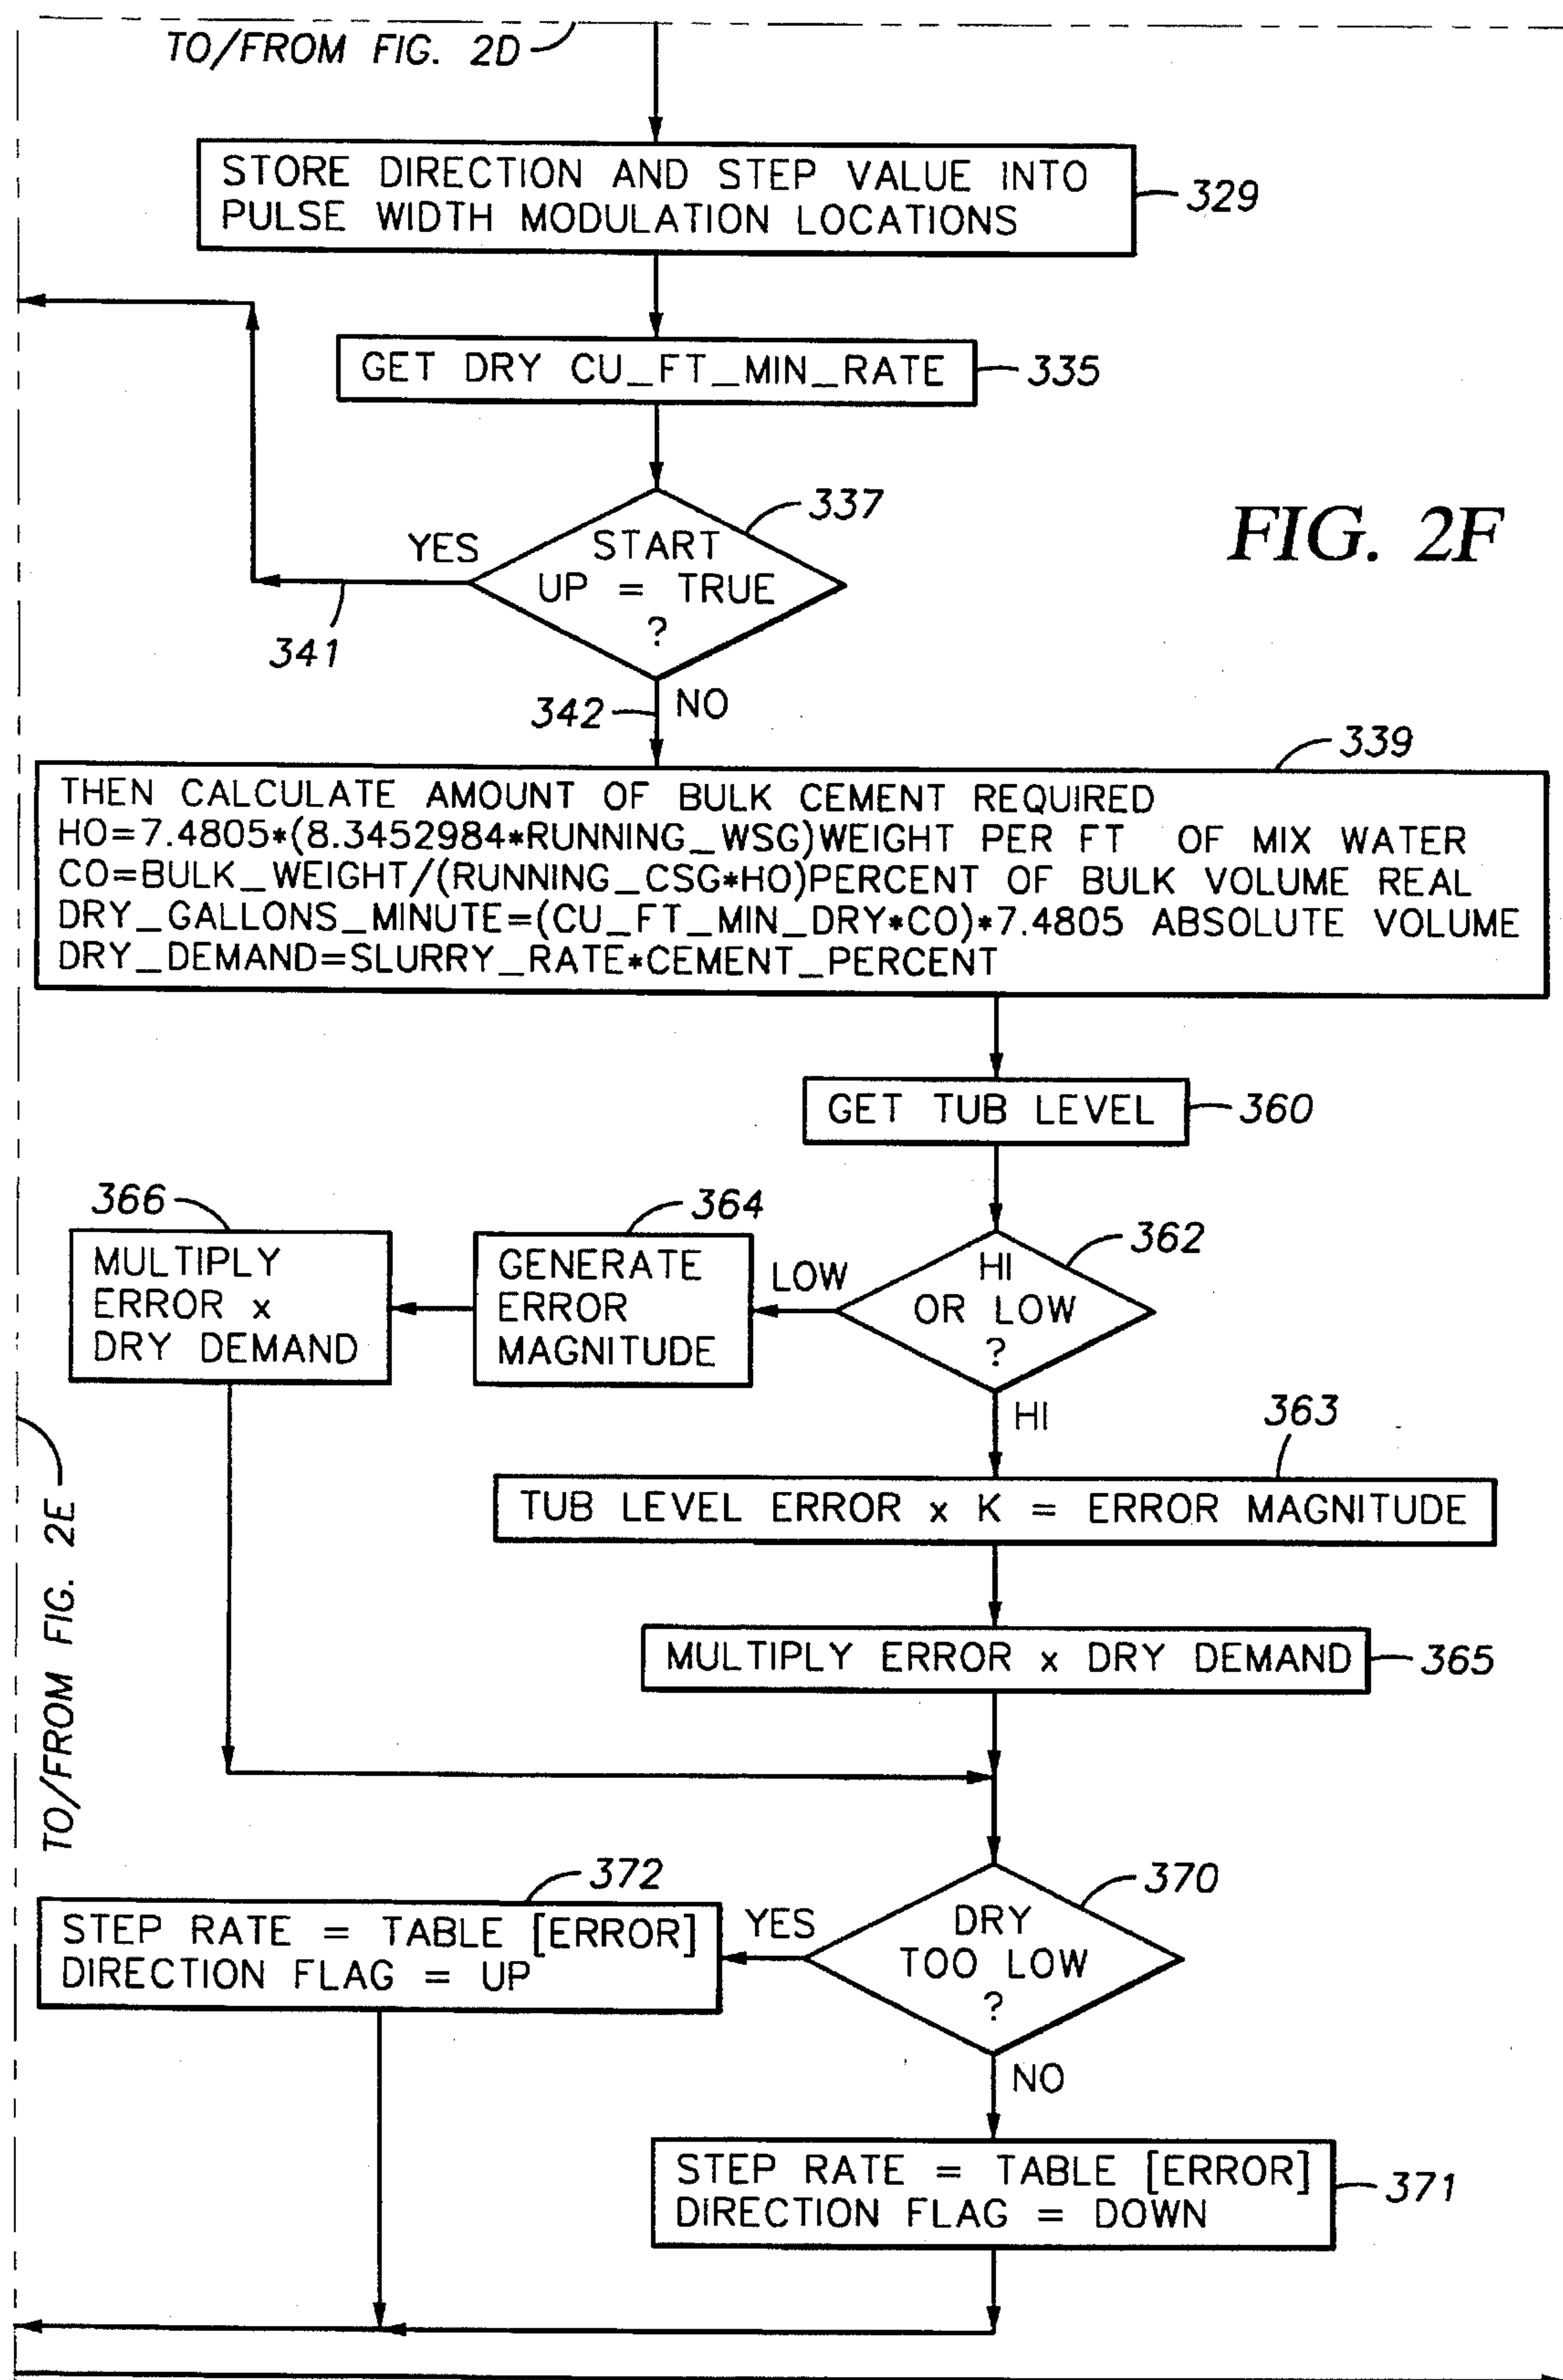 TO/FROM FIG. 2D
STORE DIRECTION AND STEP VALUE INTO
PULSE WIDTH MODULATION LOCATIONS
329
GET DRY CU_FT_MIN_RATE
335
337
FIG. 2F
YES
START
UP = TRUE
?
341
342
NO
339
THEN CALCULATE AMOUNT OF BULK CEMENT REQUIRED
HO=7.4805*(8.3452984*RUNNING_WSG)WEIGHT PER FT OF MIX WATER
CO=BULK_WEIGHT/(RUNNING_CSG*HO)PERCENT OF BULK VOLUME REAL
DRY_GALLONS_MINUTE=(CU_FT_MIN_DRY*CO)*7.4805 ABSOLUTE VOLUME
DRY_DEMAND=SLURRY_RATE*CEMENT_PERCENT
GET TUB LEVEL
360
366
364
362
MULTIPLY
ERROR x
DRY DEMAND
GENERATE
ERROR
MAGNITUDE
LOW
HI
OR LOW
?
HI
363
TUB LEVEL ERROR x K = ERROR MAGNITUDE
TO/FROM FIG. 2E
MULTIPLY ERROR x DRY DEMAND
365
372
370
STEP RATE = TABLE [ERROR]
DIRECTION FLAG = UP
YES
DRY
TOO LOW
?
NO
STEP RATE = TABLE [ERROR]
DIRECTION FLAG = DOWN
371